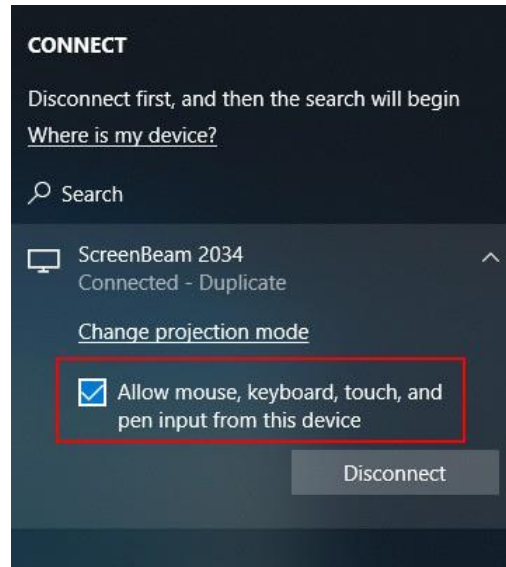 CONNECT
Disconnect first, and then the search will begin
Where is my device?
Search
ScreenBeam 2034
Connected - Duplicate
Change projection mode
Allow mouse, keyboard, touch, and
pen input from this device
Disconnect